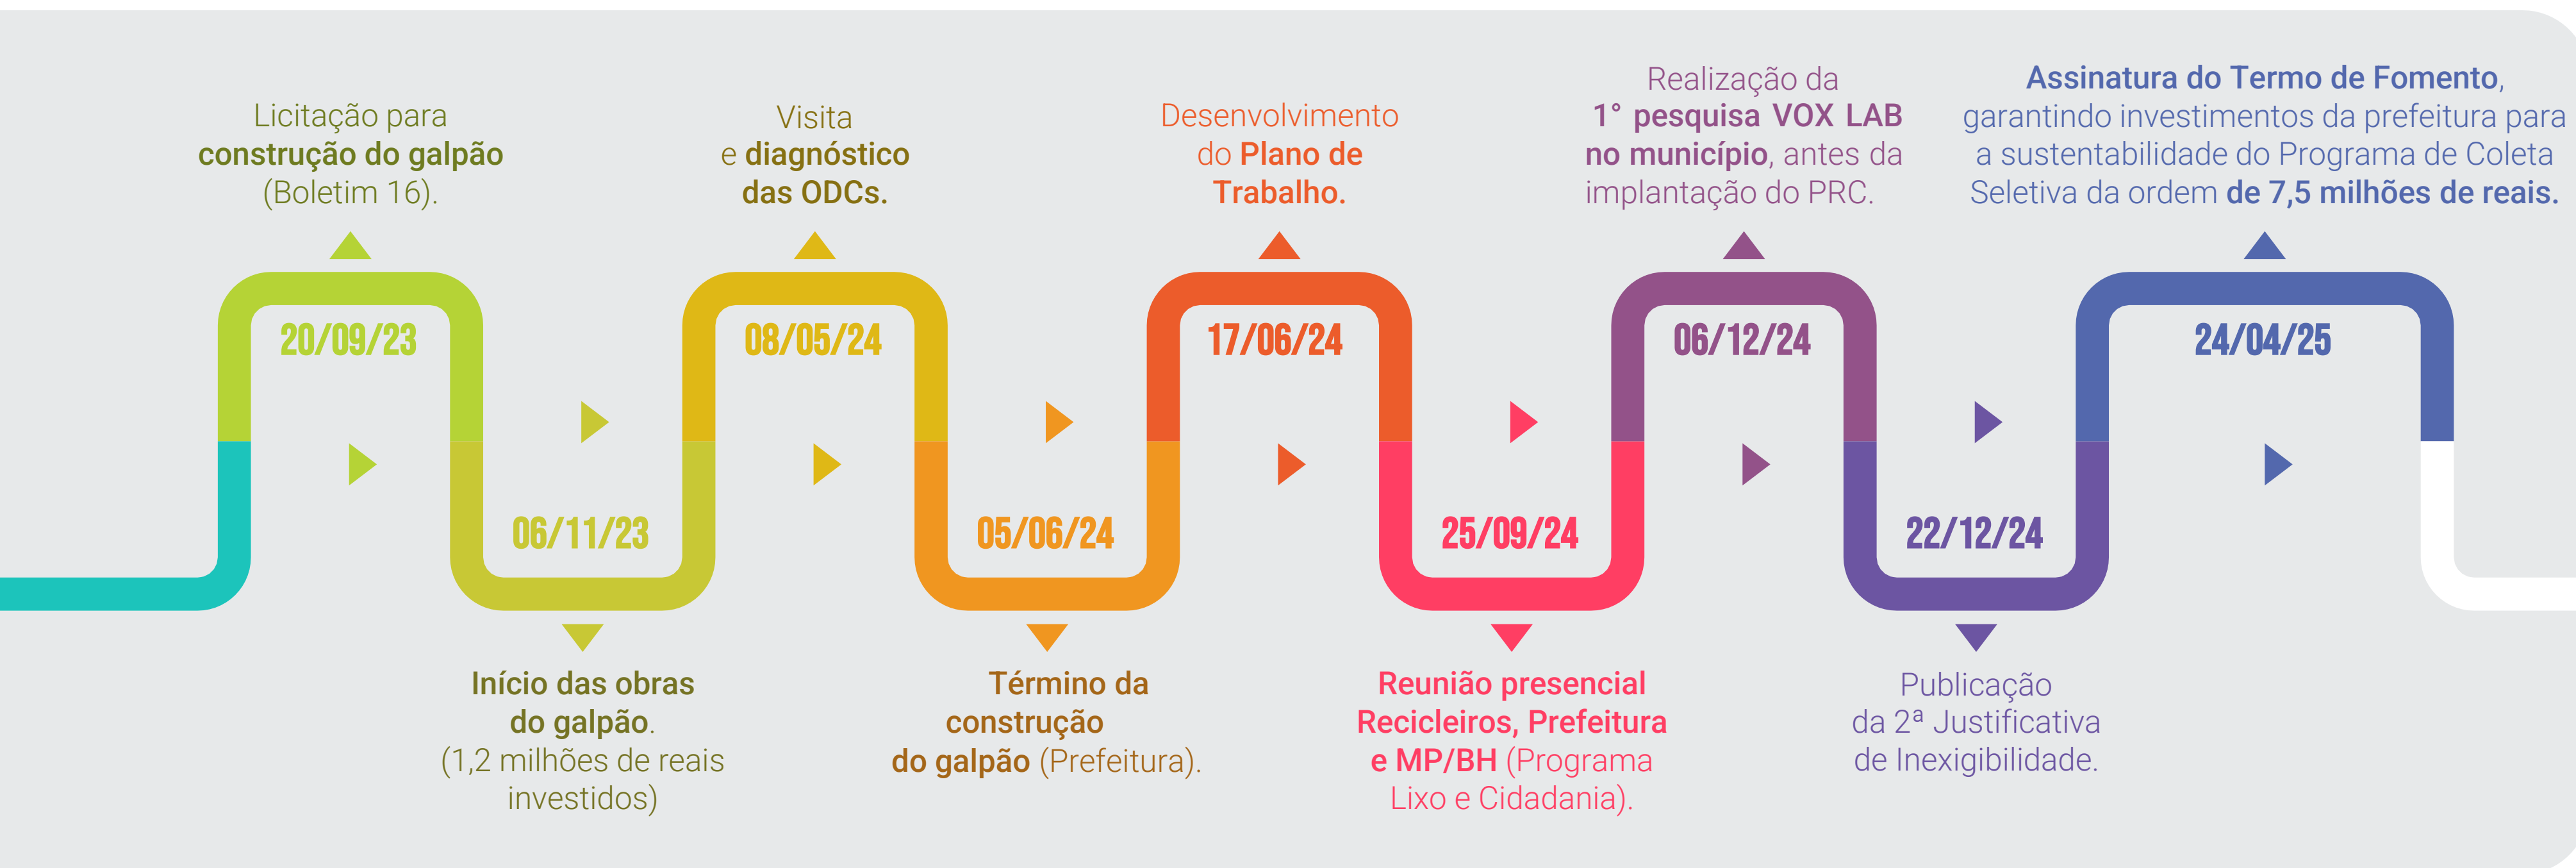 Licitação para
construção do galpão
(Boletim 16).
20/09/23
06/11/23
Início das obras
do galpão.
(1,2 milhões de reais
investidos)
Visita
e diagnóstico
das ODCs.
08/05/24
05/06/24
Término da
construção
do galpão (Prefeitura).
Desenvolvimento
do Plano de
Trabalho.
17/06/24
25/09/24
Reunião presencial
Recicleiros, Prefeitura
e MP/BH (Programa
Lixo e Cidadania).
Realização da
1° pesquisa VOX LAB
no município, antes da
implantação do PRC.
06/12/24
22/12/24
Publicação
da 2ª Justificativa
de Inexigibilidade.
Assinatura do Termo de Fomento,
garantindo investimentos da prefeitura para
a sustentabilidade do Programa de Coleta
Seletiva da ordem de 7,5 milhões de reais.
24/04/25